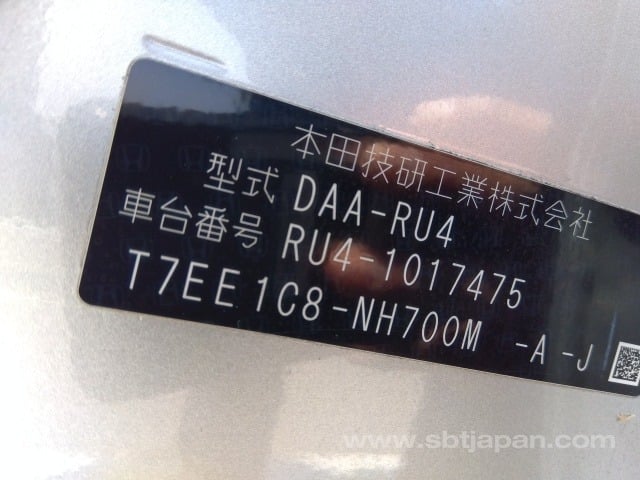 本田技研工業株式会社
型式 DAA-RU4
車台番号 RU4-1017475
T7EE1C8-NH700M -A -J
www.sbtjapan.com